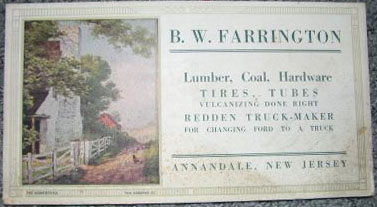 B. W. FARRINGTON
Lumber, Coal, Hardware
TIRES, TUBES
VULCANIZING DONE RIGHT
REDDEN TRUCK-MAKER
FOR CHANGING FORD TO A TRUCK
ANNANDALE, NEW JERSEY